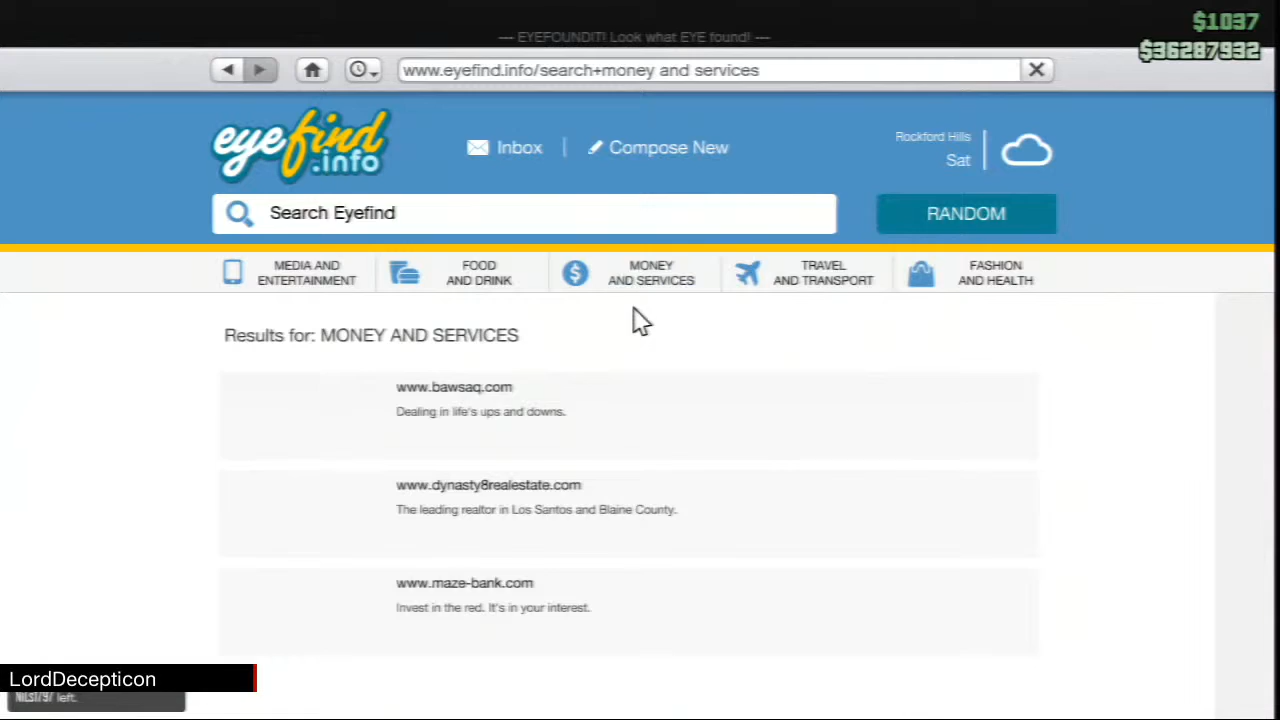 $1037
--- EYEFOUNDIT! Look what EYE found! ---
$36287932
www.eyefind.info/search+money and services
eyefind.info
Inbox
Compose New
Rockford Hills
Sat
Search Eyefind
RANDOM
MEDIA AND ENTERTAINMENT
FOOD AND DRINK
MONEY AND SERVICES
TRAVEL AND TRANSPORT
FASHION AND HEALTH
Results for: MONEY AND SERVICES
www.bawsaq.com
Dealing in life's ups and downs.
www.dynasty8realestate.com
The leading realtor in Los Santos and Blaine County.
www.maze-bank.com
Invest in the red. It's in your interest.
LordDecepticon
left.